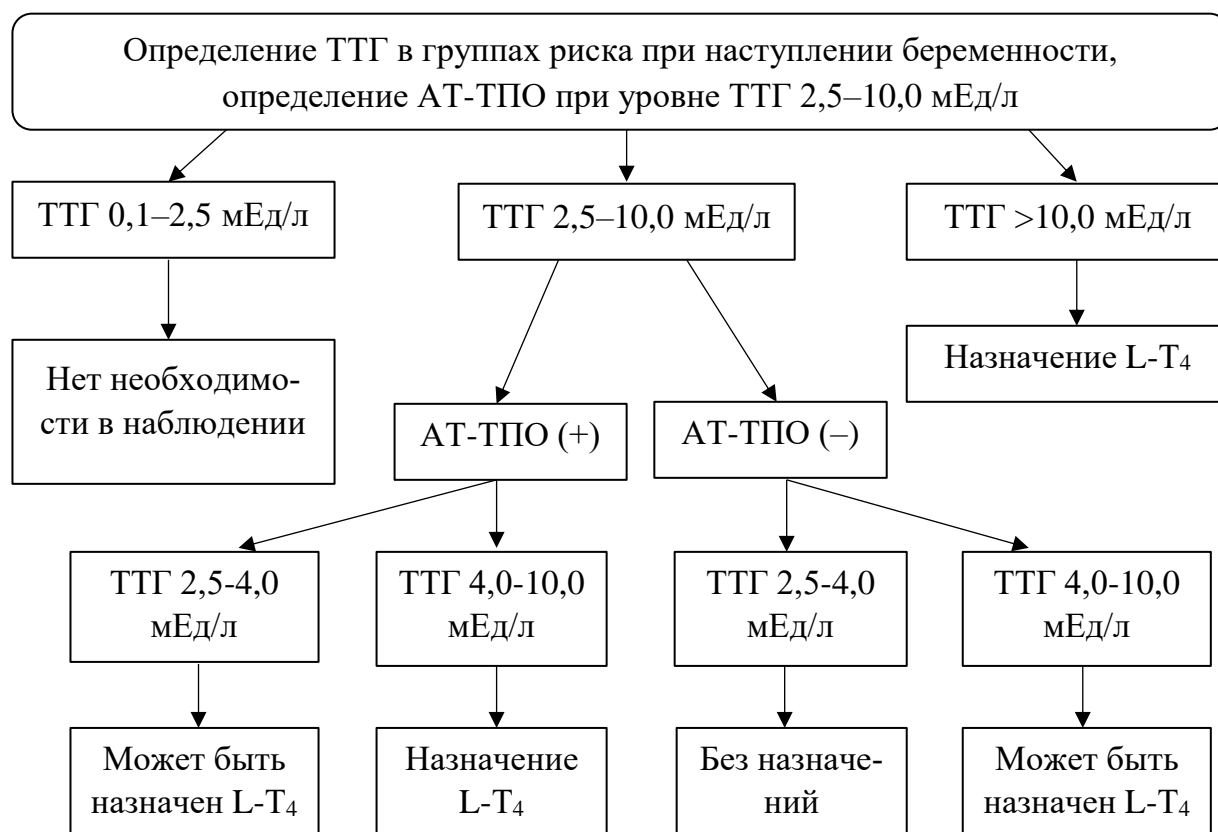 Определение ТТГ в группах риска при наступлении беременности,
определение АТ-ТПО при уровне ТТГ 2,5–10,0 мЕд/л
ТТГ 0,1–2,5 мЕд/л
ТТГ 2,5–10,0 мЕд/л
ТТГ >10,0 мЕд/л
Нет необходимо-
сти в наблюдении
Назначение L-T₄
АТ-ТПО (+)
АТ-ТПО (–)
ТТГ 2,5-4,0
мЕд/л
ТТГ 4,0-10,0
мЕд/л
ТТГ 2,5-4,0
мЕд/л
ТТГ 4,0-10,0
мЕд/л
Может быть
назначен L-T₄
Назначение
L-T₄
Без назначе-
ний
Может быть
назначен L-T₄